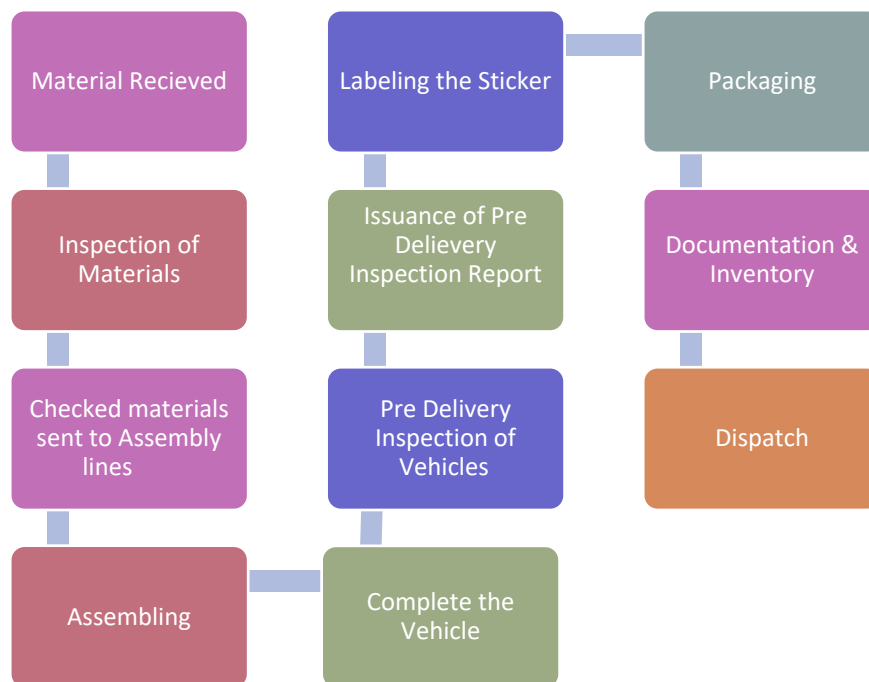 Material Recieved
Inspection of
Materials
Checked materials
sent to Assembly
lines
Assembling
Complete the
Vehicle
Pre Delivery
Inspection of
Vehicles
Issuance of Pre
Delievery
Inspection Report
Labeling the Sticker
Packaging
Documentation &
Inventory
Dispatch